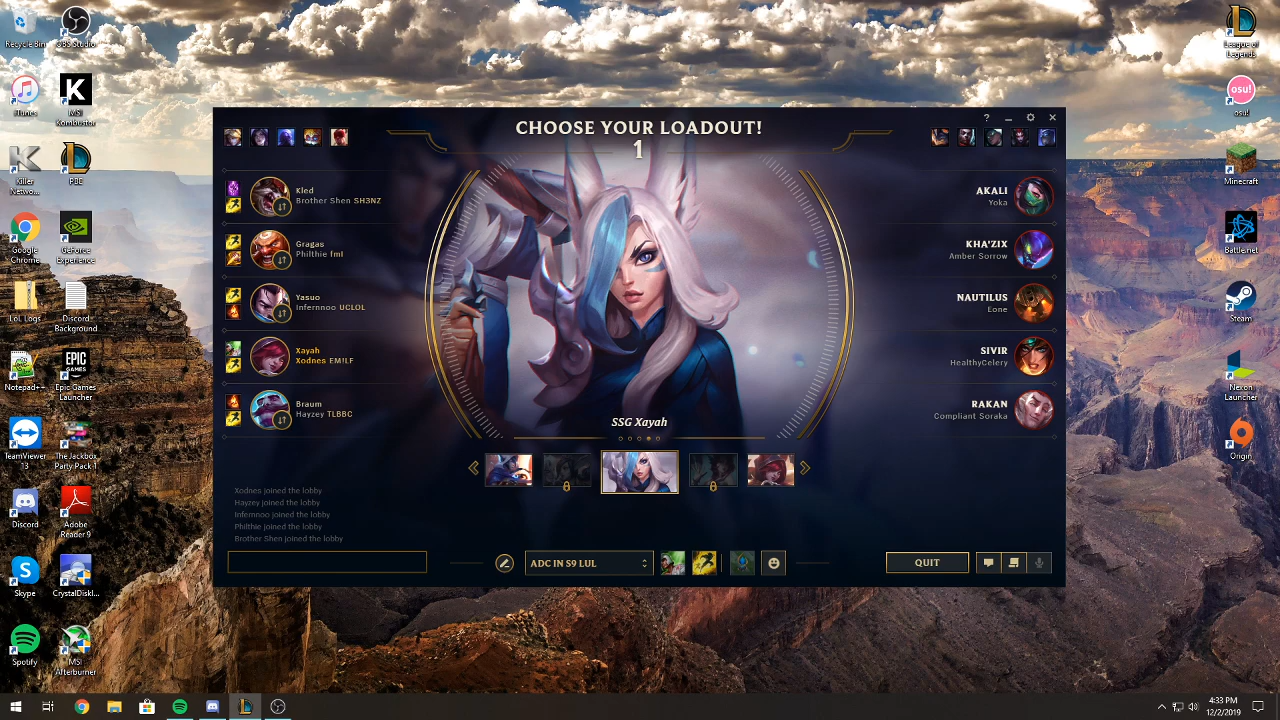 Recycle Bin
OBS Studio
iTunes
MSI
Kombustor
Killer
Netwo...
PBE
Google
Chrome
GeForce
Experience
LoL Logs
Discord
Background
Notepad++
EPIC
GAMES
Epic Games
Launcher
TeamViewer
13
The Jackbox
Party Pack 1
Discord
Adobe
Reader 9
Skype
CrystalDiskI...
Spotify
MSI
Afterburner
CHOOSE YOUR LOADOUT!
1
Kled
Brother Shen SH3NZ
Gragas
Philthie fml
Yasuo
Infernnoo UCLOL
Xayah
Xodnes EM!LF
Braum
Hayzey TLBBC
AKALI
Yoka
KHA'ZIX
Amber Sorrow
NAUTILUS
Eone
SIVIR
HealthyCelery
RAKAN
Compliant Soraka
SSG Xayah
Xodnes joined the lobby
Hayzey joined the lobby
Infernnoo joined the lobby
Philthie joined the lobby
Brother Shen joined the lobby
ADC IN S9 LUL
QUIT
League of
Legends
osu!
osu!
Minecraft
Battle.net
Steam
Nexon
Launcher
Origin
4:33 PM
12/2/2019